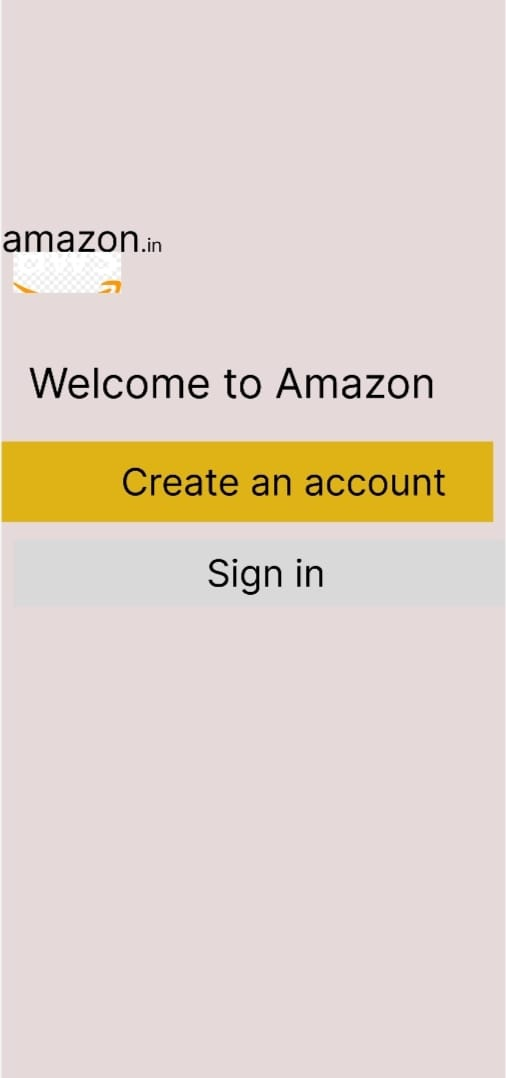 amazon.in
Welcome to Amazon
Create an account
Sign in